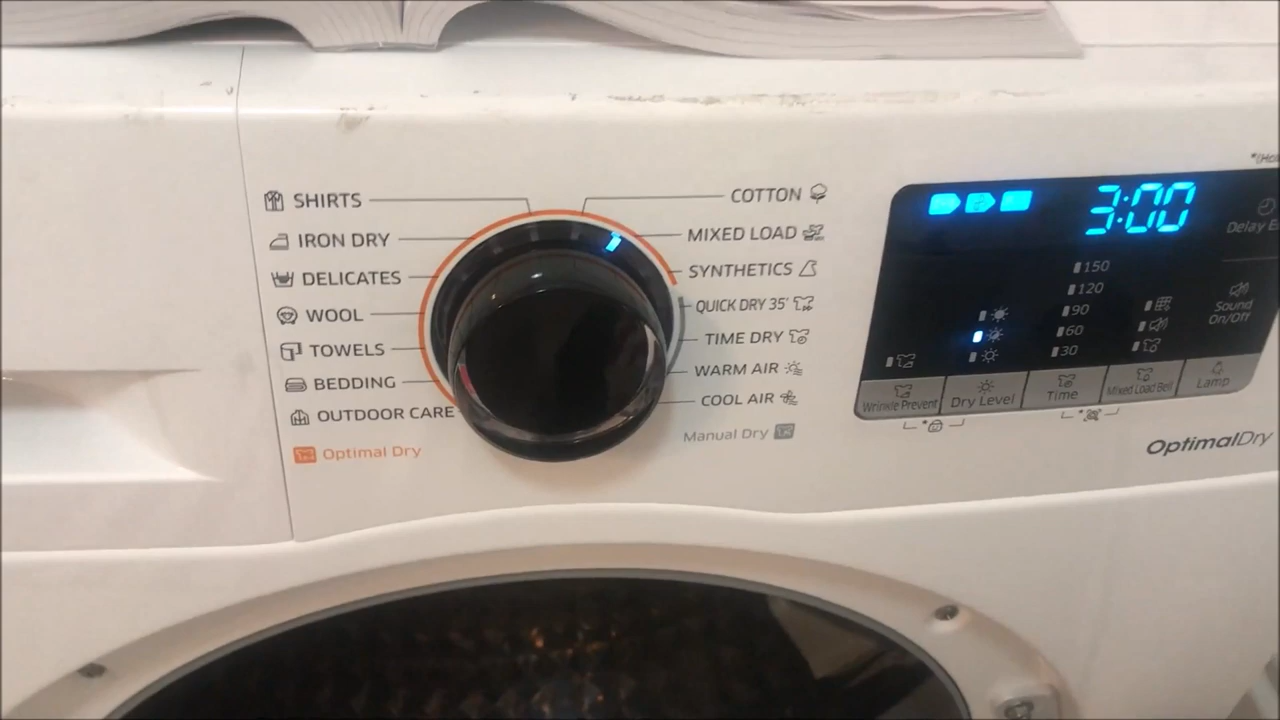 SHIRTS
IRON DRY
DELICATES
WOOL
TOWELS
BEDDING
OUTDOOR CARE
Optimal Dry
COTTON
MIXED LOAD
SYNTHETICS
QUICK DRY 35'
TIME DRY
WARM AIR
COOL AIR
Manual Dry
3:00
150
120
90
60
30
Wrinkle Prevent
Dry Level
Time
Mixed Load Bell
Lamp
Delay
Sound
On/Off
OptimalDry